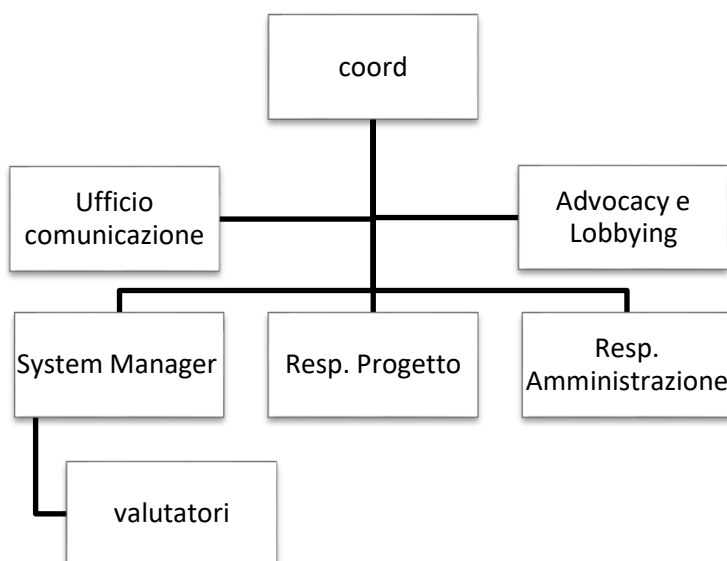 coord
Ufficio
comunicazione
Advocacy e
Lobbying
System Manager
Resp. Progetto
Resp.
Amministrazione
valutatori